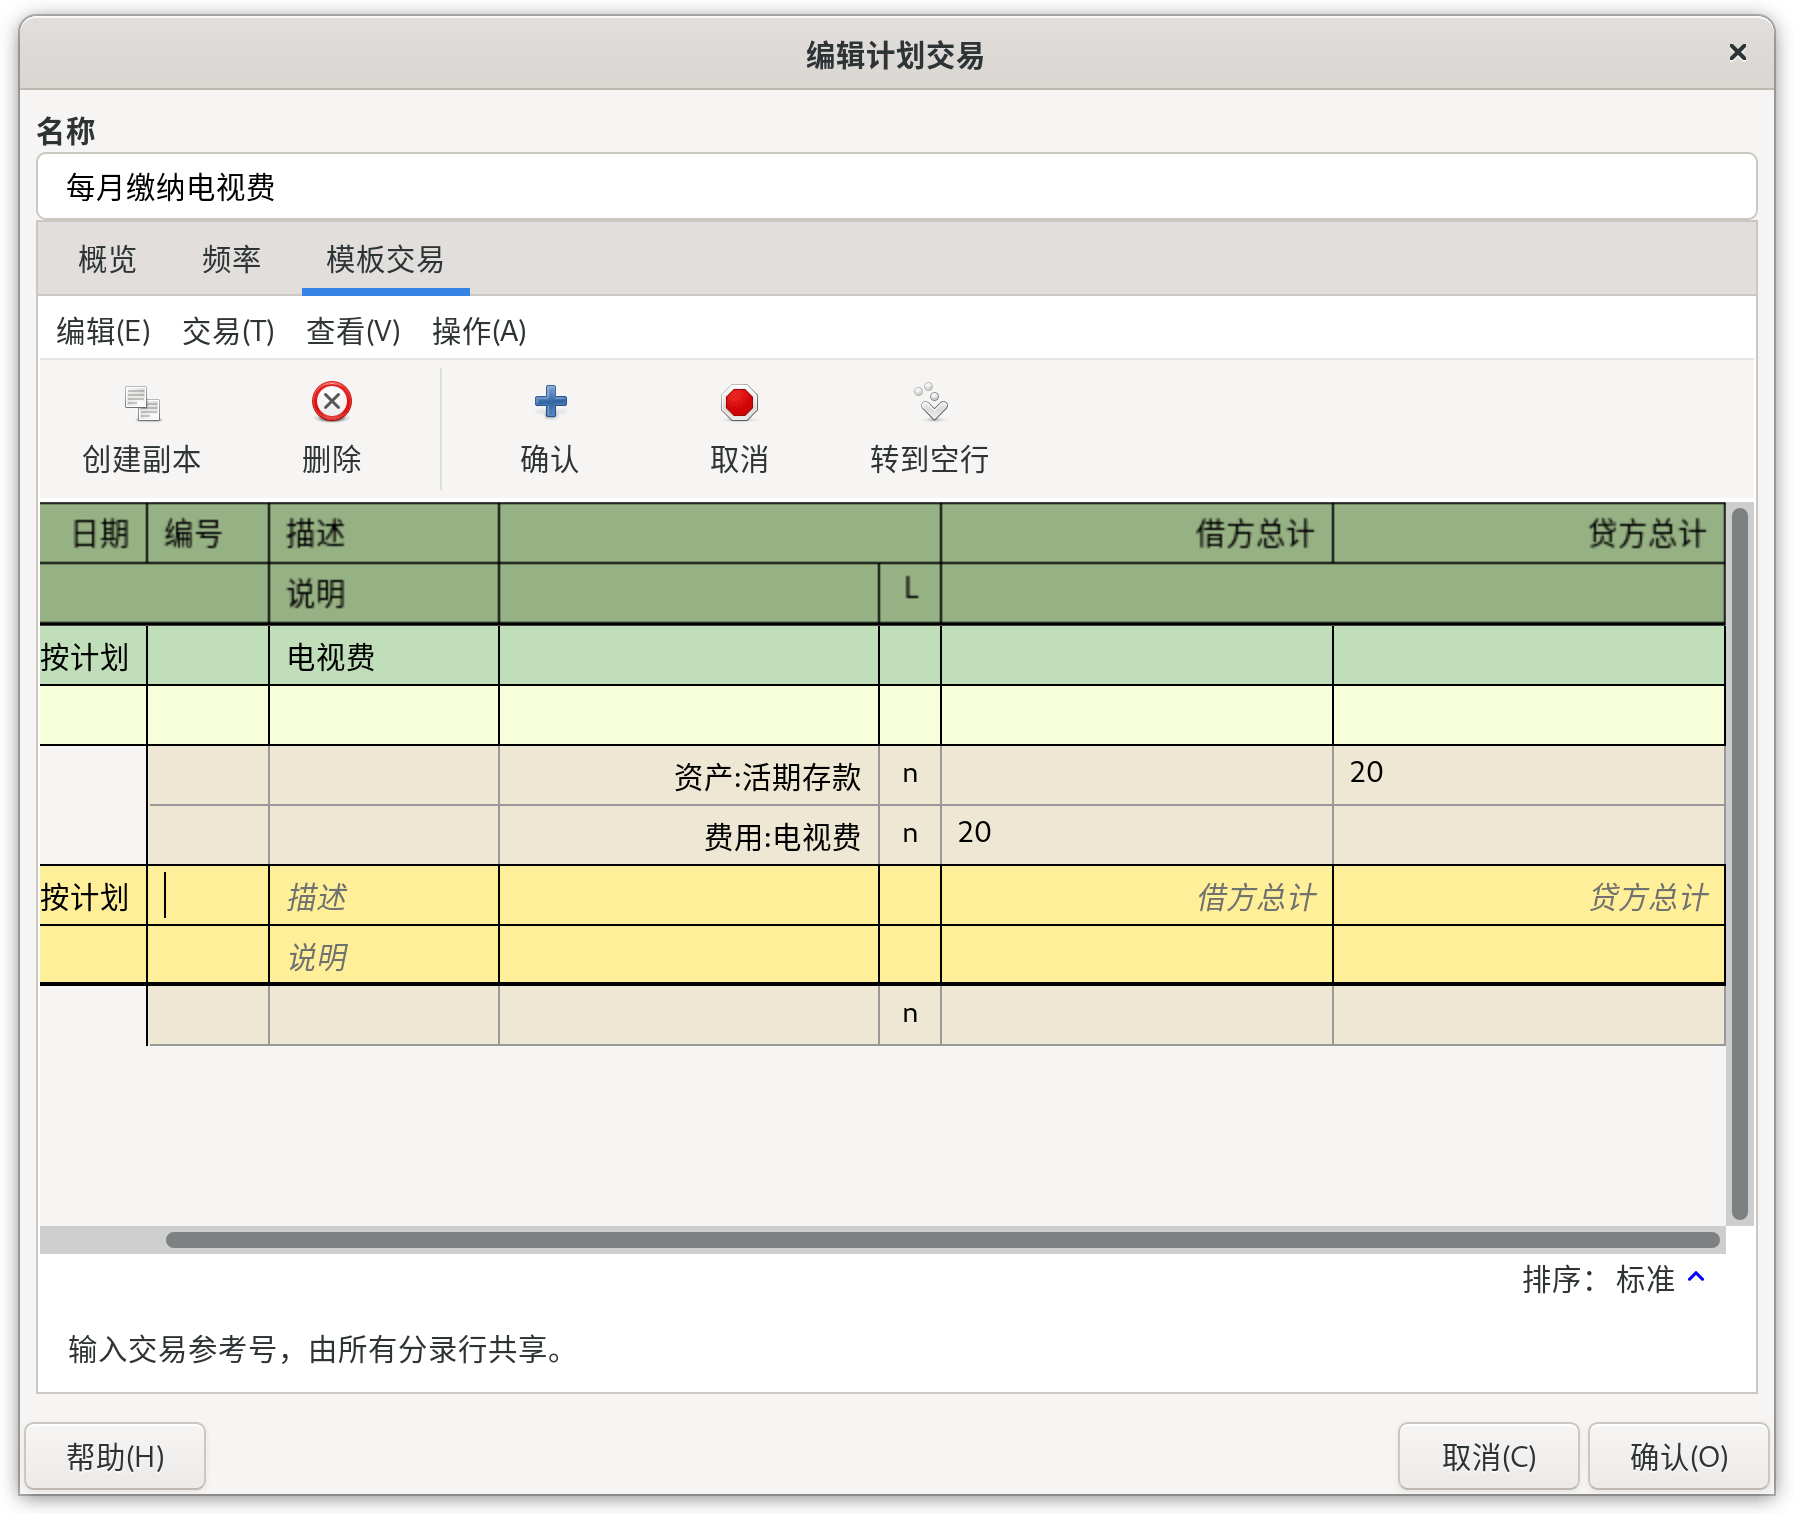 编辑计划交易
名称
每月缴纳电视费
概览 频率 模板交易
编辑(E) 交易(T) 查看(V) 操作(A)
创建副本 删除 确认 取消 转到空行
日期 编号 描述 借方总计 贷方总计
说明 L
按计划 电视费
资产:活期存款 n 20
费用:电视费 n 20
按计划 描述 借方总计 贷方总计
说明
n
排序： 标准
输入交易参考号，由所有分录行共享。
帮助(H) 取消(C) 确认(O)